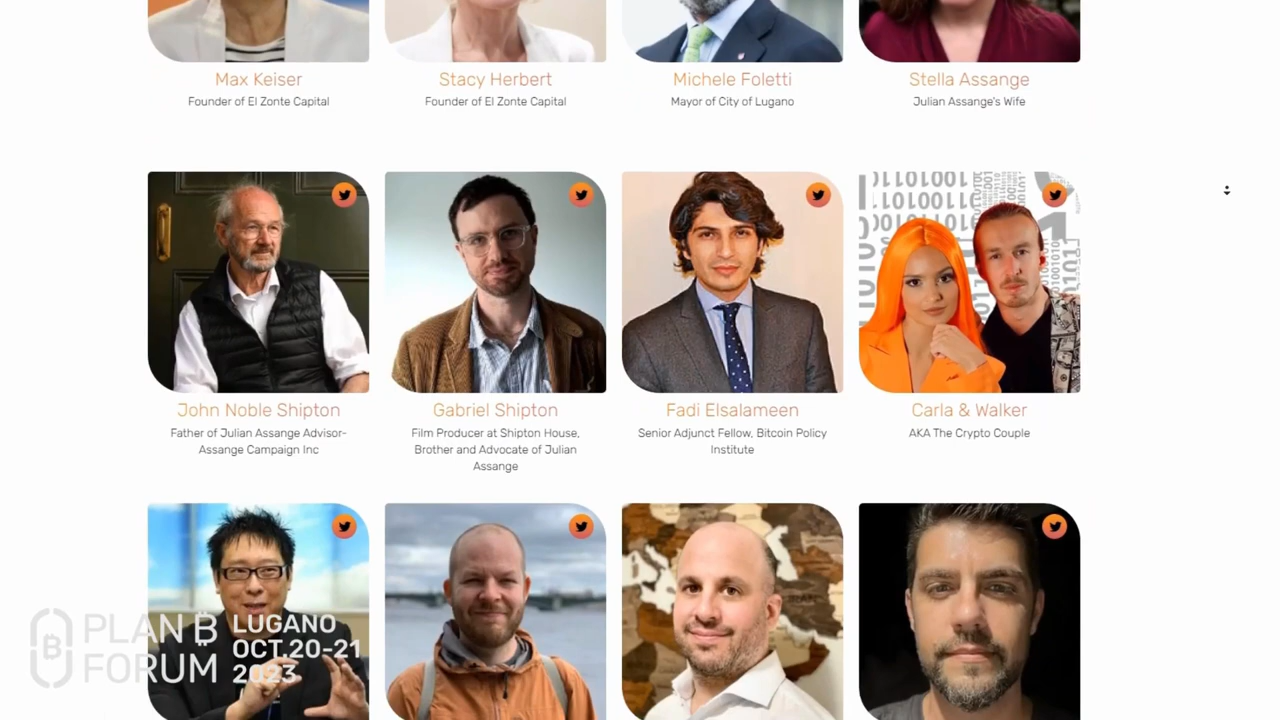 Max Keiser
Founder of El Zonte Capital
Stacy Herbert
Founder of El Zonte Capital
Michele Foletti
Mayor of City of Lugano
Stella Assange
Julian Assange's Wife
John Noble Shipton
Father of Julian Assange Advisor-
Assange Campaign Inc
Gabriel Shipton
Film Producer at Shipton House,
Brother and Advocate of Julian
Assange
Fadi Elsalameen
Senior Adjunct Fellow, Bitcoin Policy
Institute
Carla & Walker
AKA The Crypto Couple
PLAN ₿
FORUM
LUGANO
OCT.20-21
2023